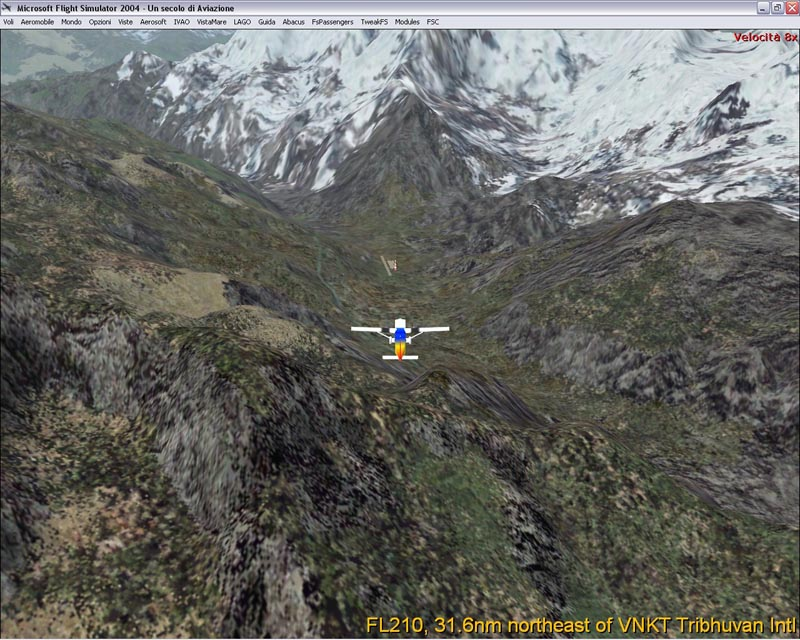 Microsoft Flight Simulator 2004 - Un secolo di Aviazione
Voli Aeromobile Mondo Opzioni Viste Aerosoft IVAO VistaMare LAGO Guida Abacus FsPassengers TweakFS Modules FSC
Velocità 8x
FL210, 31.6nm northeast of VNKT Tribhuvan Intl